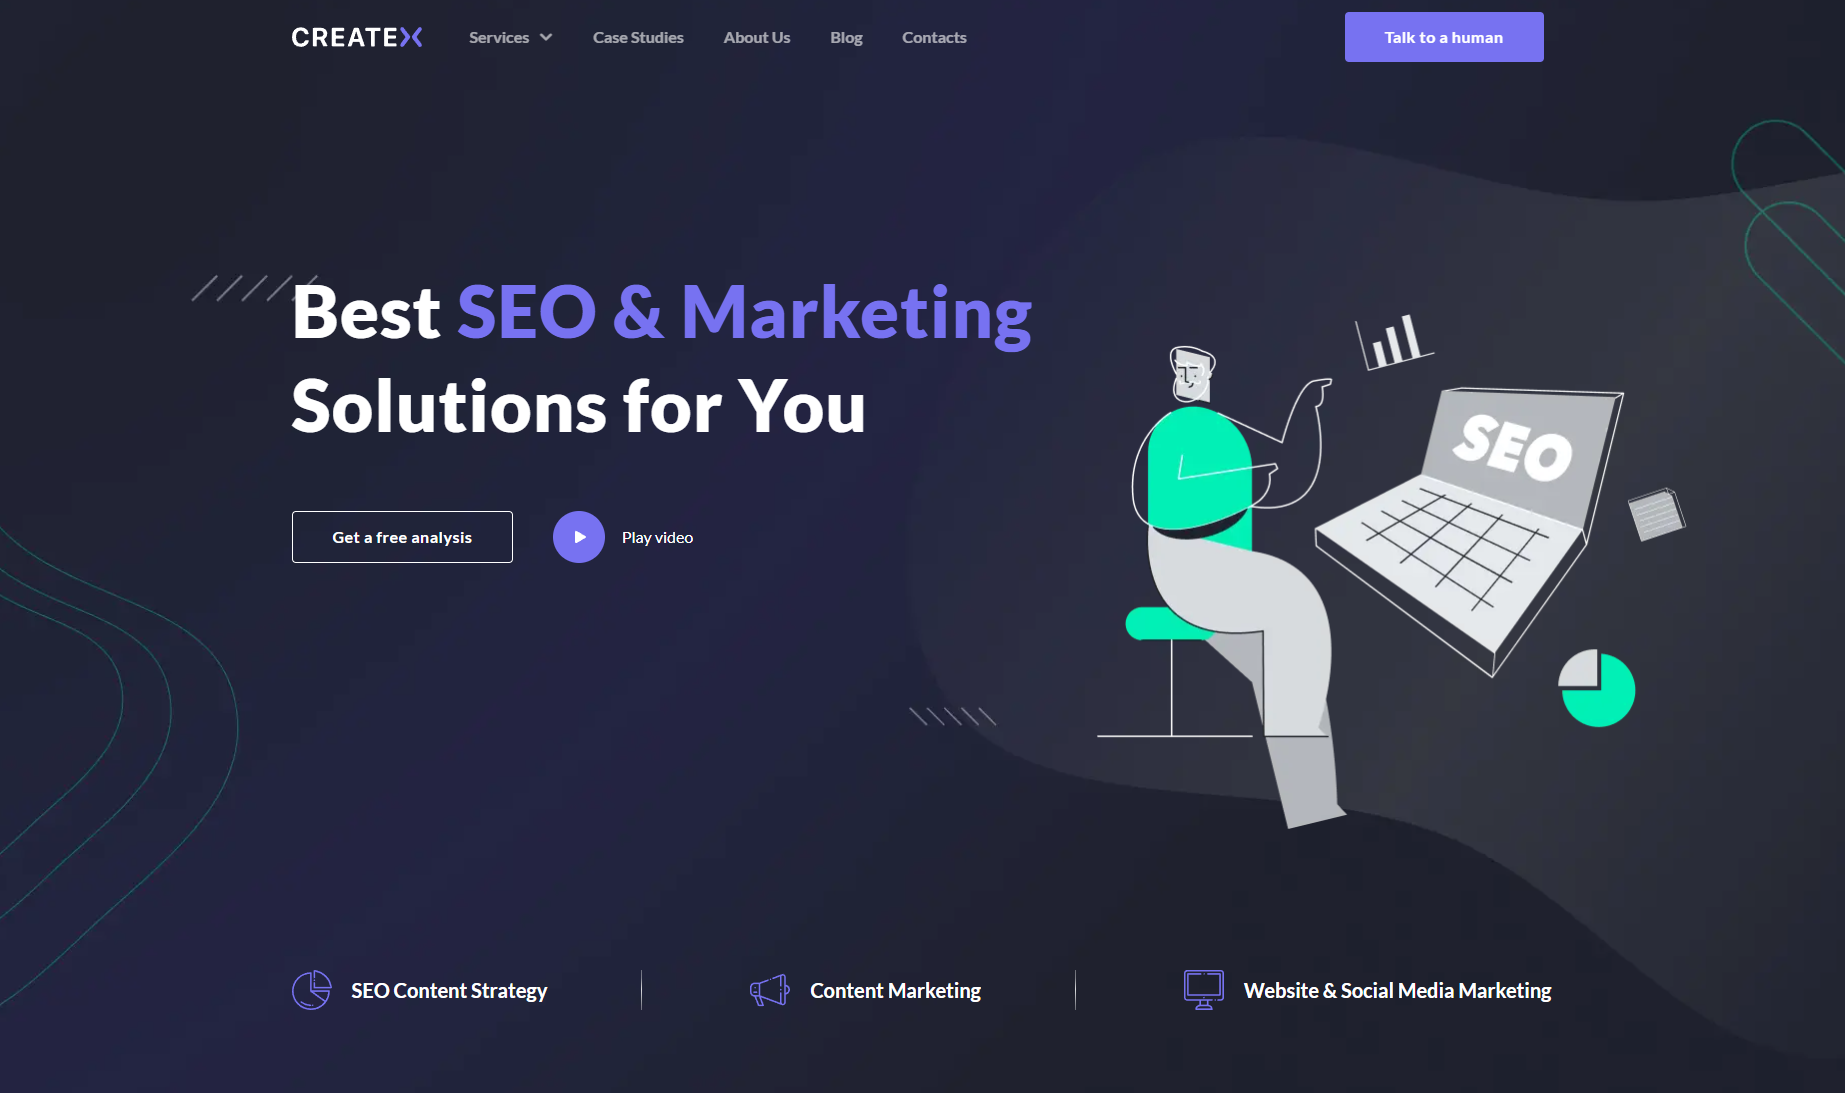 CREATEX
Services
Case Studies
About Us
Blog
Contacts
Talk to a human
Best SEO & Marketing
Solutions for You
Get a free analysis
Play video
SEO
SEO Content Strategy
Content Marketing
Website & Social Media Marketing